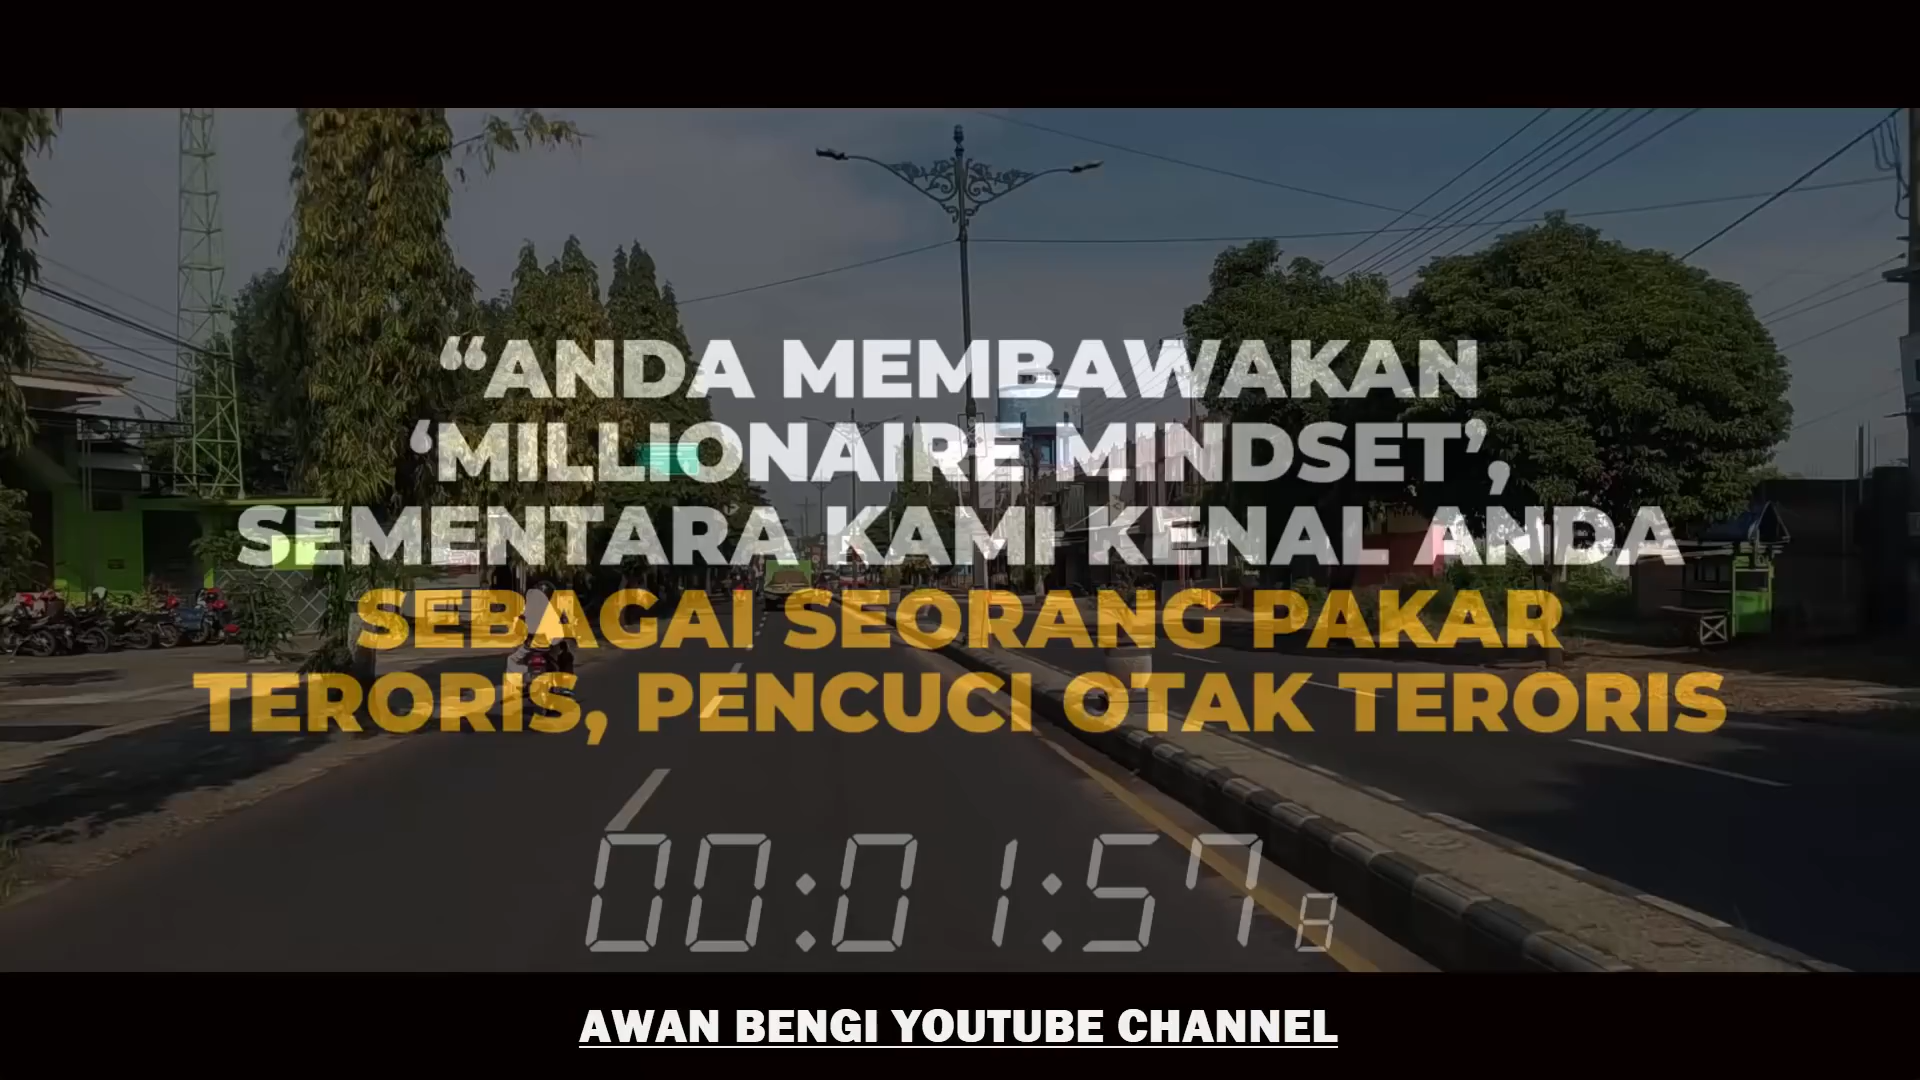 “ANDA MEMBAWAKAN
‘MILLIONAIRE MINDSET’,
SEMENTARA KAMI KENAL ANDA
SEBAGAI SEORANG PAKAR
TERORIS, PENCUCI OTAK TERORIS
00:01:57 8
AWAN BENGI YOUTUBE CHANNEL